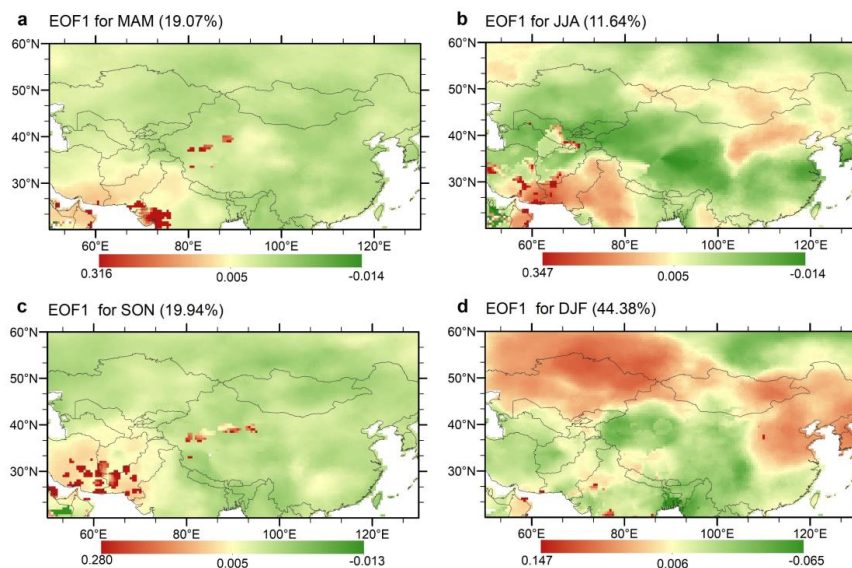 a
EOF1 for MAM (19.07%)
60°N
50°N
40°N
30°N
60°E 80°E 100°E 120°E
0.316 0.005 -0.014
b
EOF1 for JJA (11.64%)
60°N
50°N
40°N
30°N
60°E 80°E 100°E 120°E
0.347 0.005 -0.014
c
EOF1 for SON (19.94%)
60°N
50°N
40°N
30°N
60°E 80°E 100°E 120°E
0.280 0.005 -0.013
d
EOF1 for DJF (44.38%)
60°N
50°N
40°N
30°N
60°E 80°E 100°E 120°E
0.147 0.006 -0.065